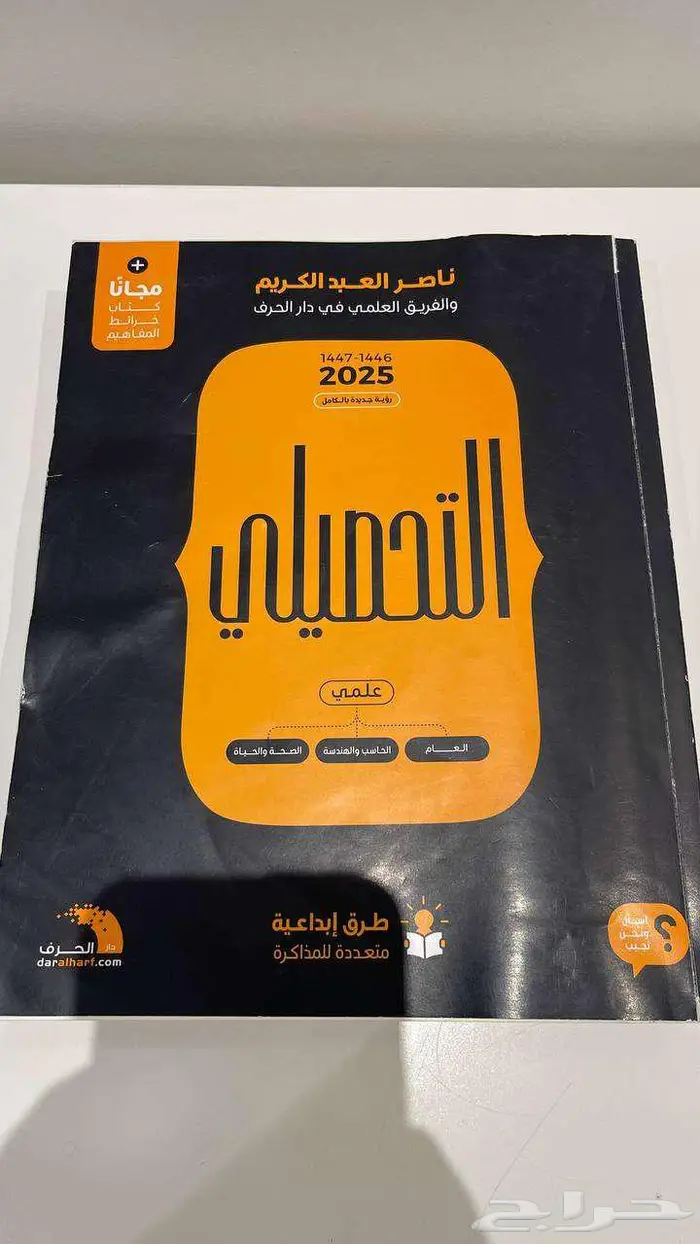 ناصر العبد الكريم
والفريق العلمي في دار الحرف
+
مجانًا
كتاب
خرائط
المفاهيم
1447-1446
2025
رؤية جديدة بالكامل
التحصيلي
علمي
العام
الحاسب والهندسة
الصحة والحياة
طرق إبداعية
متعددة للمذاكرة
اسأل
ونحن
نجيب
؟
دار الحرف
daralharf.com
حراج